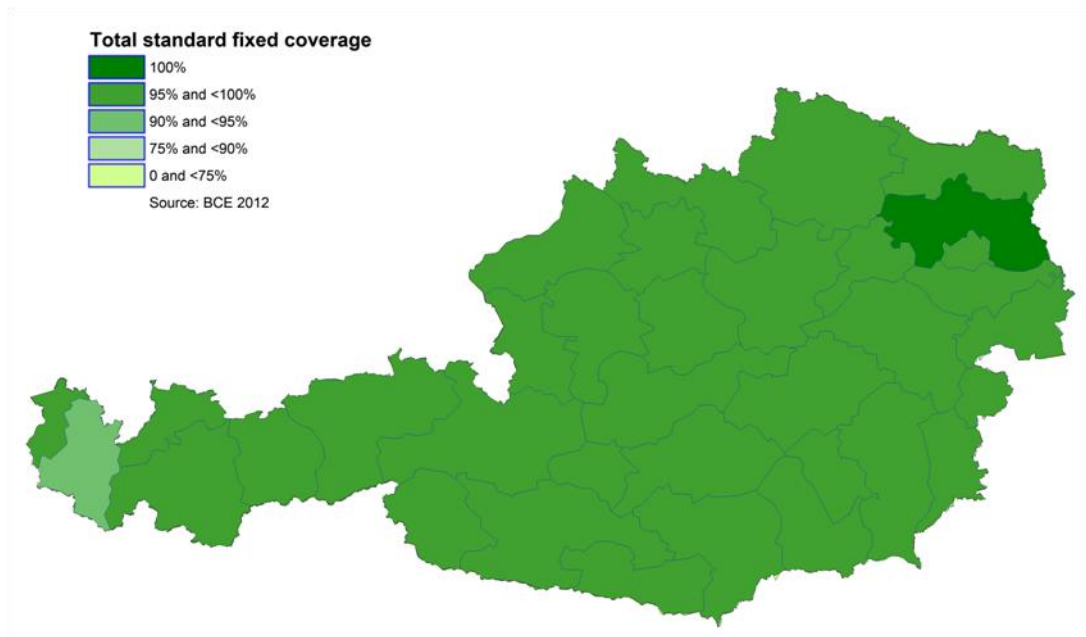 Total standard fixed coverage
100%
95% and <100%
90% and <95%
75% and <90%
0 and <75%
Source: BCE 2012